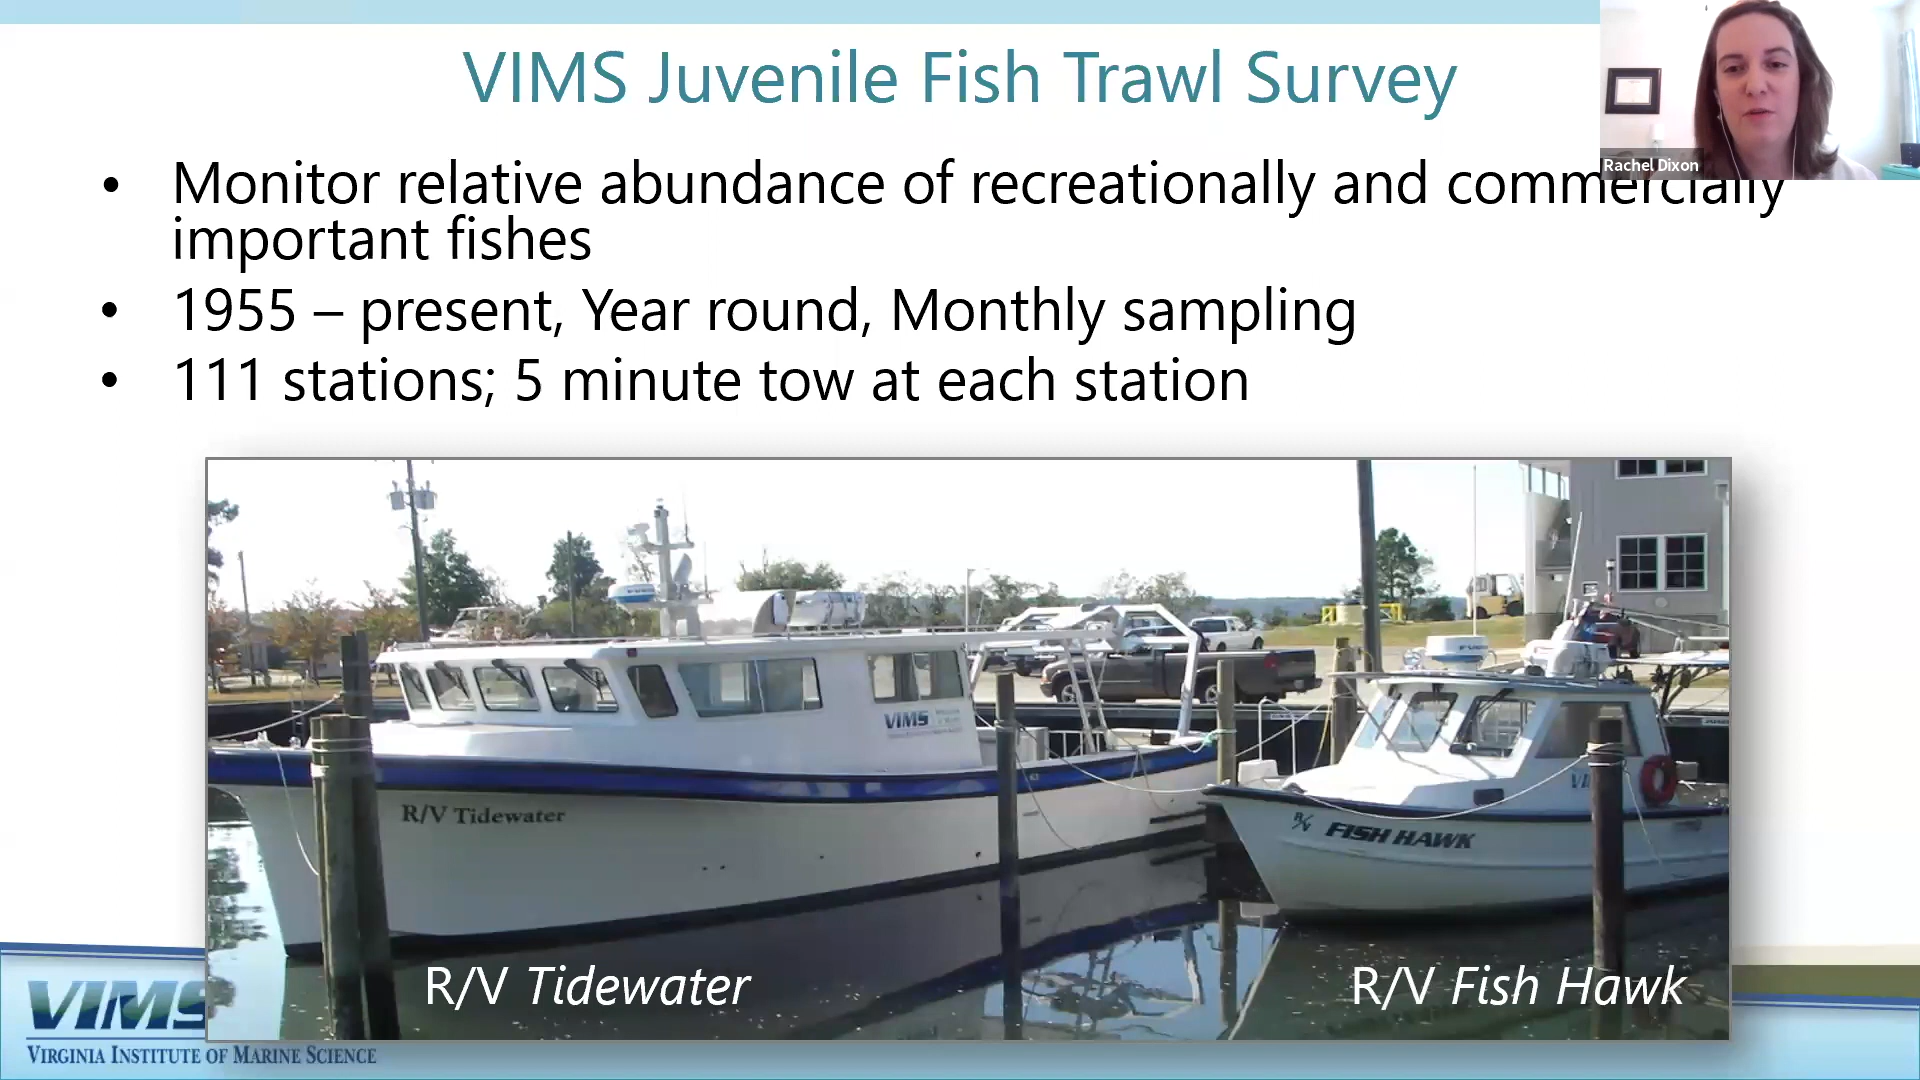 VIMS Juvenile Fish Trawl Survey
Rachel Dixon
• Monitor relative abundance of recreationally and commercially
important fishes
• 1955 – present, Year round, Monthly sampling
• 111 stations; 5 minute tow at each station
VIMS
R/V Tidewater
R/V FISH HAWK
R/V Tidewater
R/V Fish Hawk
VIMS
VIRGINIA INSTITUTE OF MARINE SCIENCE